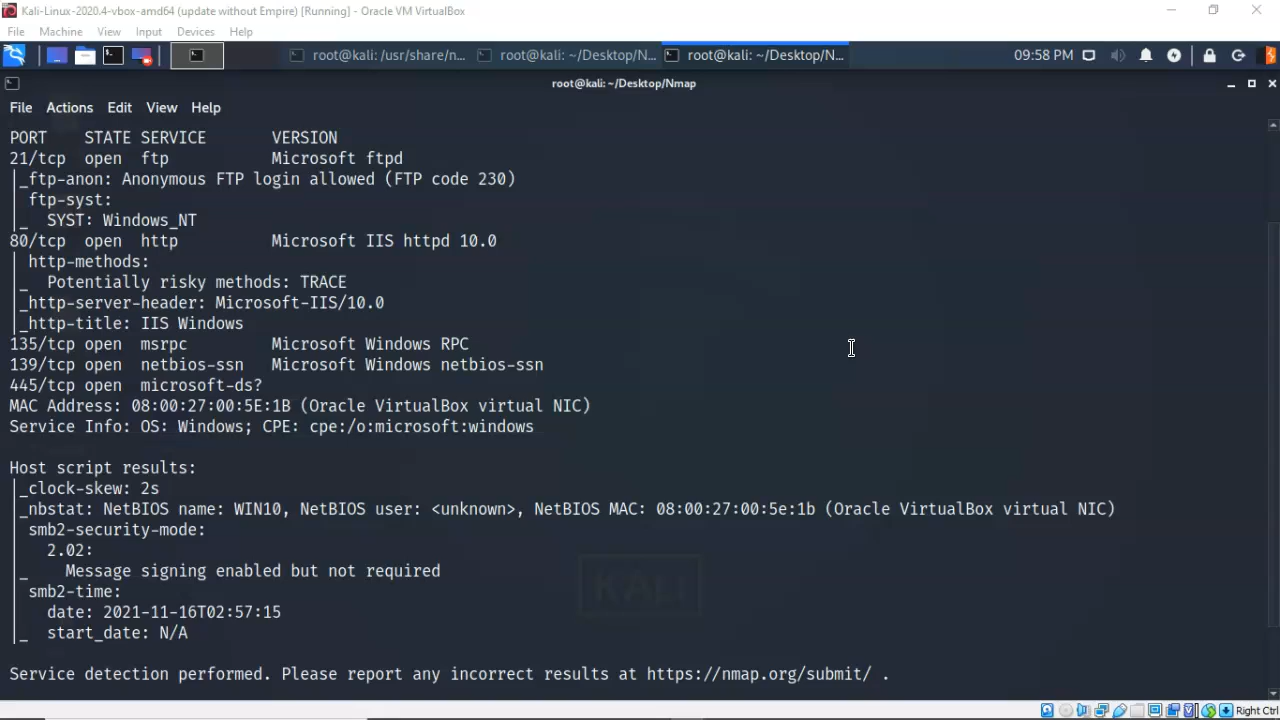 Kali-Linux-2020.4-vbox-amd64 (update without Empire) [Running] - Oracle VM VirtualBox
File Machine View Input Devices Help
root@kali: /usr/share/n... root@kali: ~/Desktop/N... root@kali: ~/Desktop/N... 09:58 PM
root@kali: ~/Desktop/Nmap
File Actions Edit View Help
PORT    STATE SERVICE       VERSION
21/tcp  open  ftp           Microsoft ftpd
|_ftp-anon: Anonymous FTP login allowed (FTP code 230)
| ftp-syst:
|_  SYST: Windows_NT
80/tcp  open  http          Microsoft IIS httpd 10.0
| http-methods:
|_  Potentially risky methods: TRACE
|_http-server-header: Microsoft-IIS/10.0
|_http-title: IIS Windows
135/tcp open  msrpc         Microsoft Windows RPC
139/tcp open  netbios-ssn   Microsoft Windows netbios-ssn
445/tcp open  microsoft-ds?
MAC Address: 08:00:27:00:5E:1B (Oracle VirtualBox virtual NIC)
Service Info: OS: Windows; CPE: cpe:/o:microsoft:windows
Host script results:
|_clock-skew: 2s
|_nbstat: NetBIOS name: WIN10, NetBIOS user: <unknown>, NetBIOS MAC: 08:00:27:00:5e:1b (Oracle VirtualBox virtual NIC)
| smb2-security-mode:
|   2.02:
|_    Message signing enabled but not required
| smb2-time:
|   date: 2021-11-16T02:57:15
|_  start_date: N/A
KALI
Service detection performed. Please report any incorrect results at https://nmap.org/submit/ .
Right Ctrl